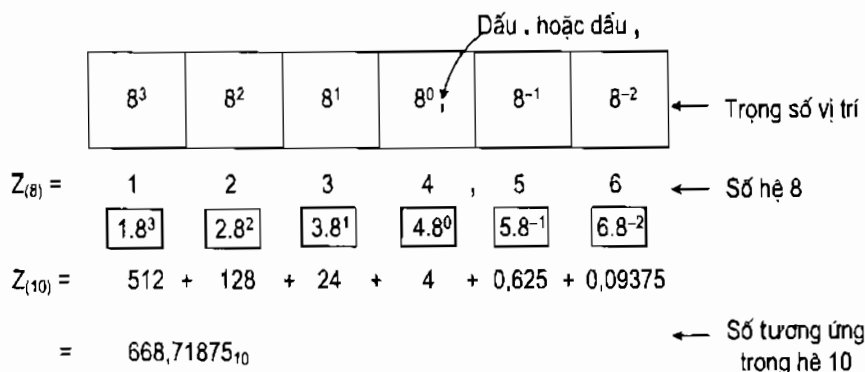 Dấu . hoặc dấu ,
8³ 8² 8¹ 8⁰, 8⁻¹ 8⁻² ← Trọng số vị trí
Z₍₈₎ = 1 2 3 4 , 5 6 ← Số hệ 8
1.8³ 2.8² 3.8¹ 4.8⁰ 5.8⁻¹ 6.8⁻²
Z₍₁₀₎ = 512 + 128 + 24 + 4 + 0,625 + 0,09375
= 668,71875₁₀ ← Số tương ứng
trong hệ 10